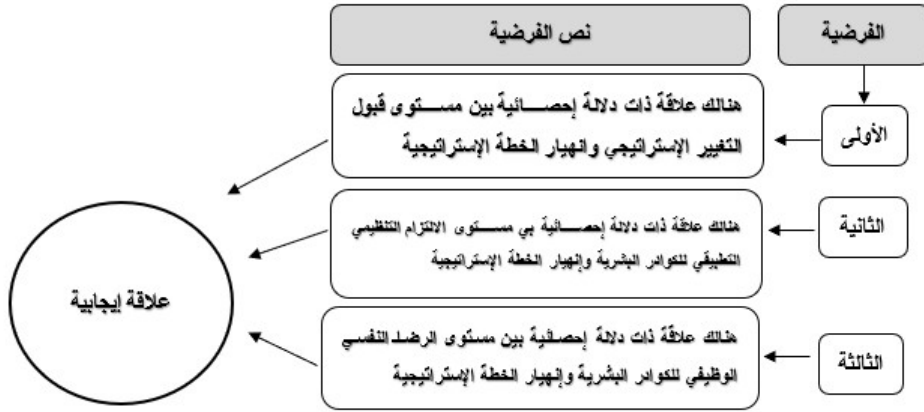 الفرضية
نص الفرضية
الأولى
هنالك علاقة ذات دلالة إحصائية بين مستوى قبول
التغيير الإستراتيجي وانهيار الخطة الإستراتيجية
الثانية
هنالك علاقة ذات دلالة إحصائية بي مستوى الالتزام التنظيمي
التطبيقي للكوادر البشرية وإنهيار الخطة الإستراتيجية
الثالثة
هنالك علاقة ذات دلالة إحصائية بين مستوى الرضا النفسي
الوظيفي للكوادر البشرية وإنهيار الخطة الإستراتيجية
علاقة إيجابية